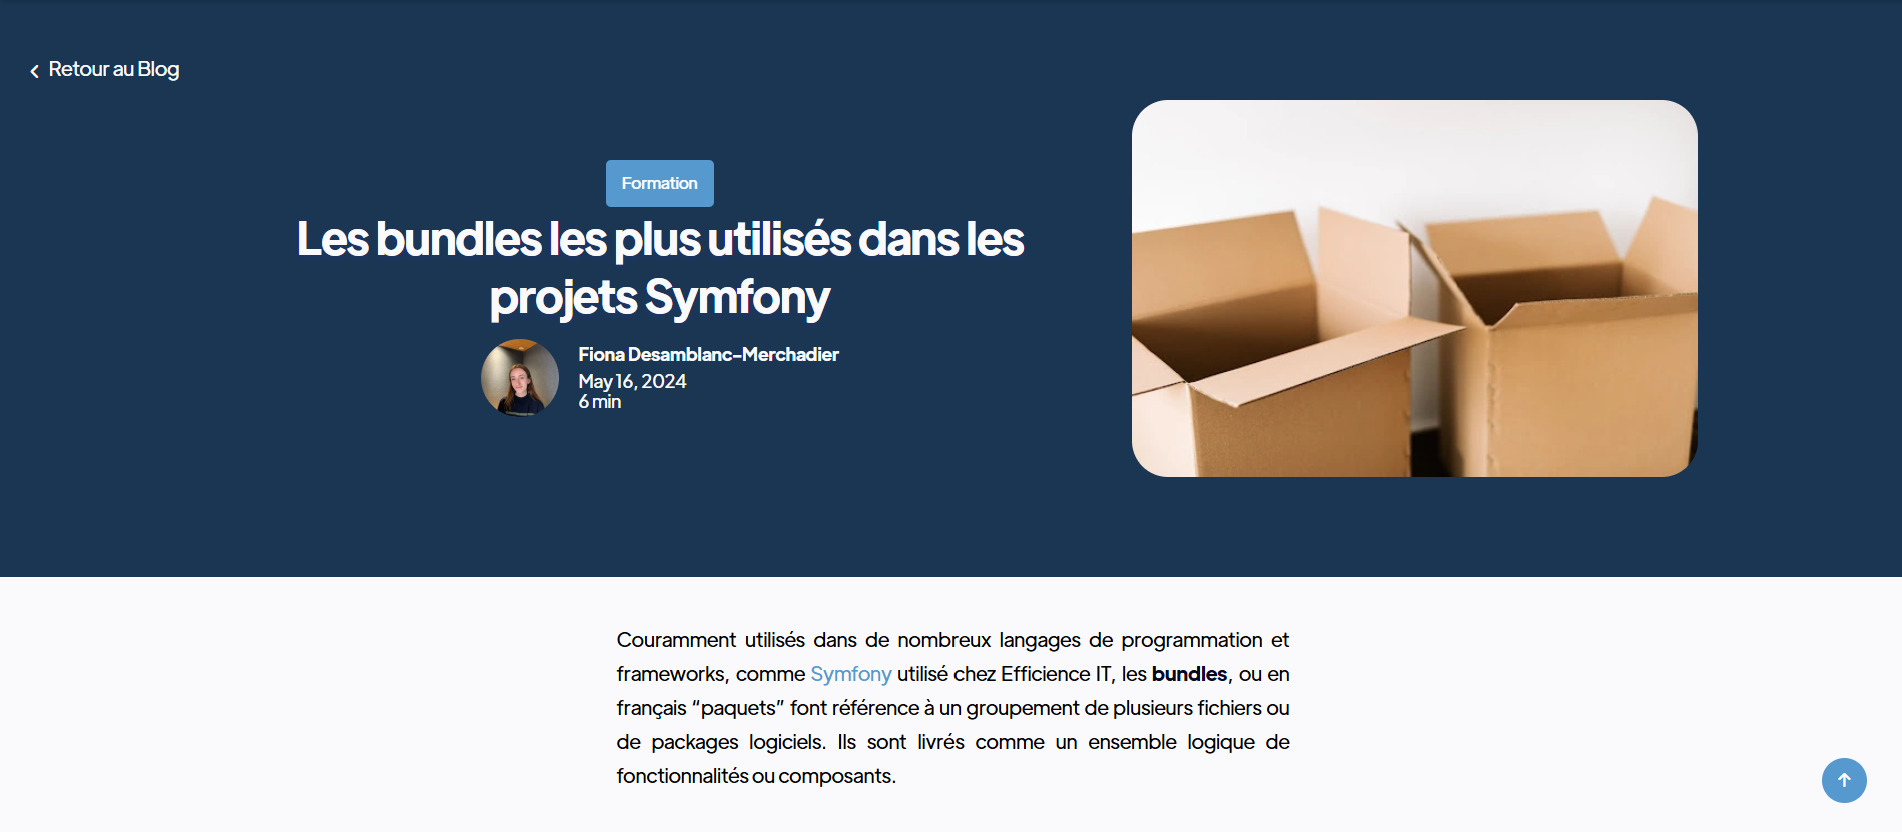 Retour au Blog
Formation
Les bundles les plus utilisés dans les
projets Symfony
Fiona Desamblanc-Merchadier
May 16, 2024
6 min
Couramment utilisés dans de nombreux langages de programmation et
frameworks, comme Symfony utilisé chez Efficience IT, les bundles, ou en
français “paquets” font référence à un groupement de plusieurs fichiers ou
de packages logiciels. Ils sont livrés comme un ensemble logique de
fonctionnalités ou composants.